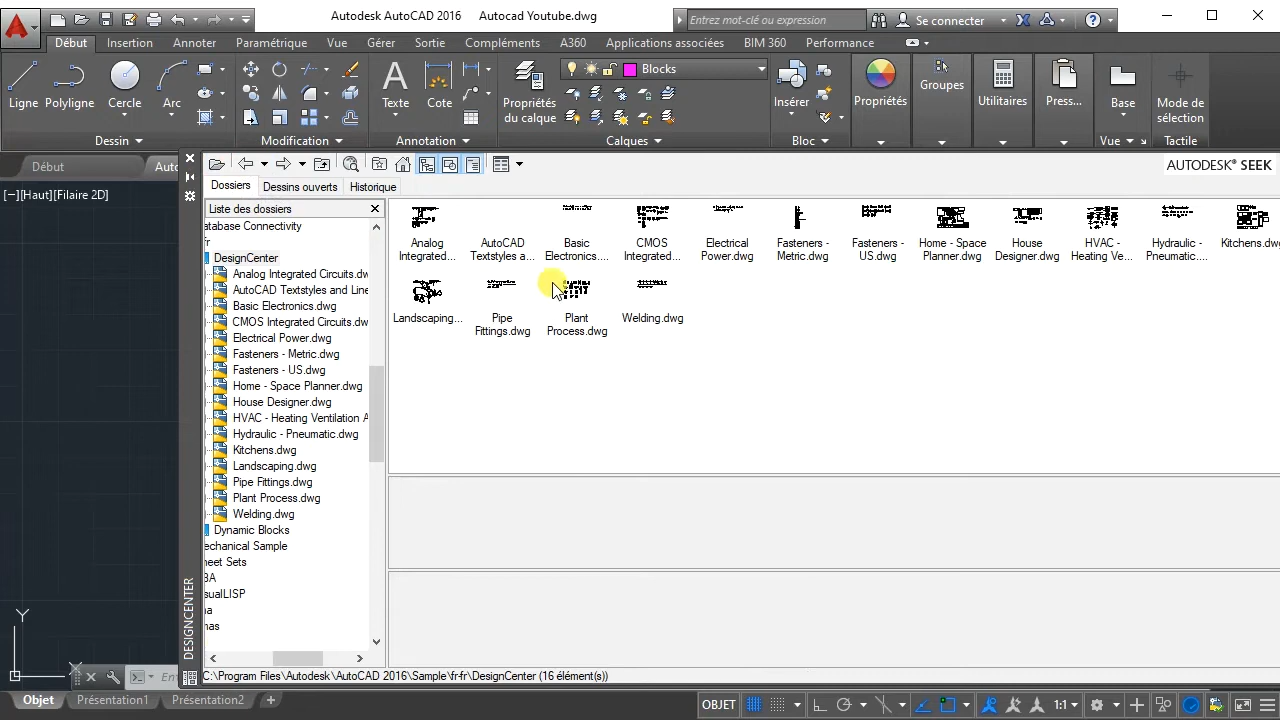 Autodesk AutoCAD 2016 Autocad Youtube.dwg
Entrez mot-clé ou expression
Se connecter
Début Insertion Annoter Paramétrique Vue Gérer Sortie Compléments A360 Applications associées BIM 360 Performance
Blocks
Ligne Polyligne Cercle Arc
Texte Cote
Propriétés du calque
Insérer
Propriétés
Groupes
Utilitaires
Press...
Base
Mode de sélection
Dessin Modification Annotation Calques Bloc Vue Tactile
Début Auto
AUTODESK® SEEK
[−][Haut][Filaire 2D]
Dossiers Dessins ouverts Historique
Liste des dossiers
atabase Connectivity
fr
DesignCenter
Analog Integrated Circuits.dw
AutoCAD Textstyles and Line
Basic Electronics.dwg
CMOS Integrated Circuits.dw
Electrical Power.dwg
Fasteners - Metric.dwg
Fasteners - US.dwg
Home - Space Planner.dwg
House Designer.dwg
HVAC - Heating Ventilation A
Hydraulic - Pneumatic.dwg
Kitchens.dwg
Landscaping.dwg
Pipe Fittings.dwg
Plant Process.dwg
Welding.dwg
Dynamic Blocks
echanical Sample
heet Sets
BA
sualLISP
na
nas
Analog Integrated...
AutoCAD Textstyles a...
Basic Electronics....
CMOS Integrated...
Electrical Power.dwg
Fasteners - Metric.dwg
Fasteners - US.dwg
Home - Space Planner.dwg
House Designer.dwg
HVAC - Heating Ve...
Hydraulic - Pneumatic....
Kitchens.dw
Landscaping...
Pipe Fittings.dwg
Plant Process.dwg
Welding.dwg
DESIGNCENTER
Y
X
Ent
C:\Program Files\Autodesk\AutoCAD 2016\Sample\fr-fr\DesignCenter (16 élément(s))
Objet Présentation1 Présentation2 +
OBJET 1:1